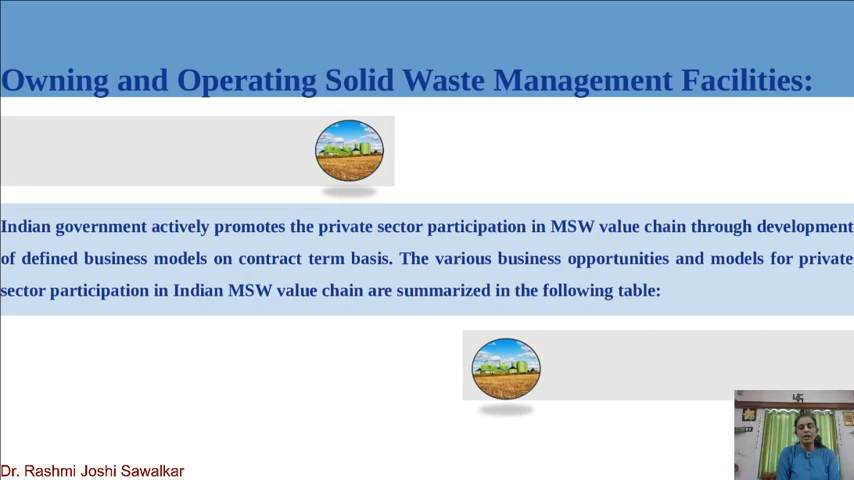 Owning and Operating Solid Waste Management Facilities:
Indian government actively promotes the private sector participation in MSW value chain through development
of defined business models on contract term basis. The various business opportunities and models for private
sector participation in Indian MSW value chain are summarized in the following table:
Dr. Rashmi Joshi Sawalkar